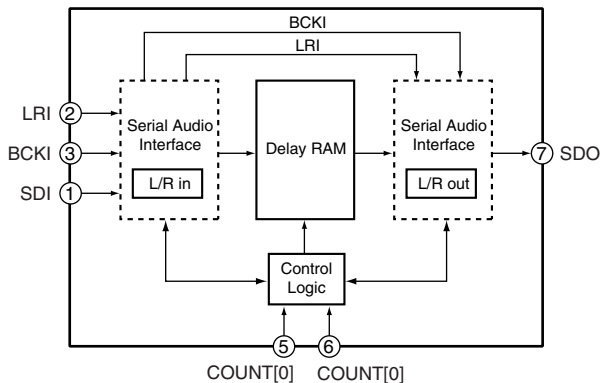 BCKI
LRI
LRI 2
BCKI 3
SDI 1
Serial Audio
Interface
L/R in
Delay RAM
Serial Audio
Interface
L/R out
7 SDO
Control
Logic
5 6
COUNT[0] COUNT[0]